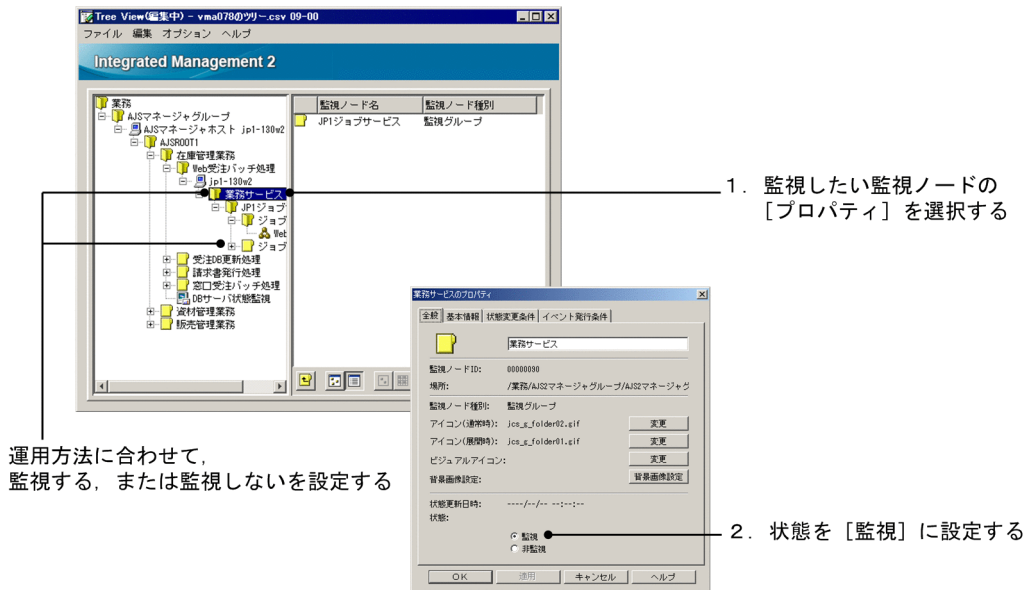 Tree View(編集中) - vma078のツリー.csv 09-00
ファイル 編集 オプション ヘルプ
Integrated Management 2
業務
AJSマネージャグループ
AJSマネージャホスト jp1-130w2
AJSROOT1
在庫管理業務
Web受注バッチ処理
jp1-130w2
業務サービス
JP1ジョブ
ジョブ
Web
ジョブ
受注DB更新処理
請求書発行処理
窓口受注バッチ処理
DBサーバ状態監視
資材管理業務
販売管理業務
監視ノード名 監視ノード種別
JP1ジョブサービス 監視グループ
1. 監視したい監視ノードの
[プロパティ]を選択する
運用方法に合わせて,
監視する, または監視しないを設定する
業務サービスのプロパティ
全般 基本情報 状態変更条件 イベント発行条件
業務サービス
監視ノードID: 00000090
場所: /業務/AJS2マネージャグループ/AJS2マネージャグ
監視ノード種別: 監視グループ
アイコン(通常時): jcs_g_folder02.gif 変更
アイコン(展開時): jcs_g_folder01.gif 変更
ビジュアルアイコン: 変更
背景画像設定: 背景画像設定
状態更新日時: ----/--/-- --:--:--
状態:
監視
非監視
OK 適用 キャンセル ヘルプ
2. 状態を[監視]に設定する